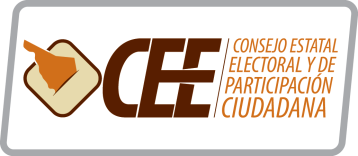 CEE
CONSEJO ESTATAL
ELECTORAL Y DE
PARTICIPACIÓN
CIUDADANA